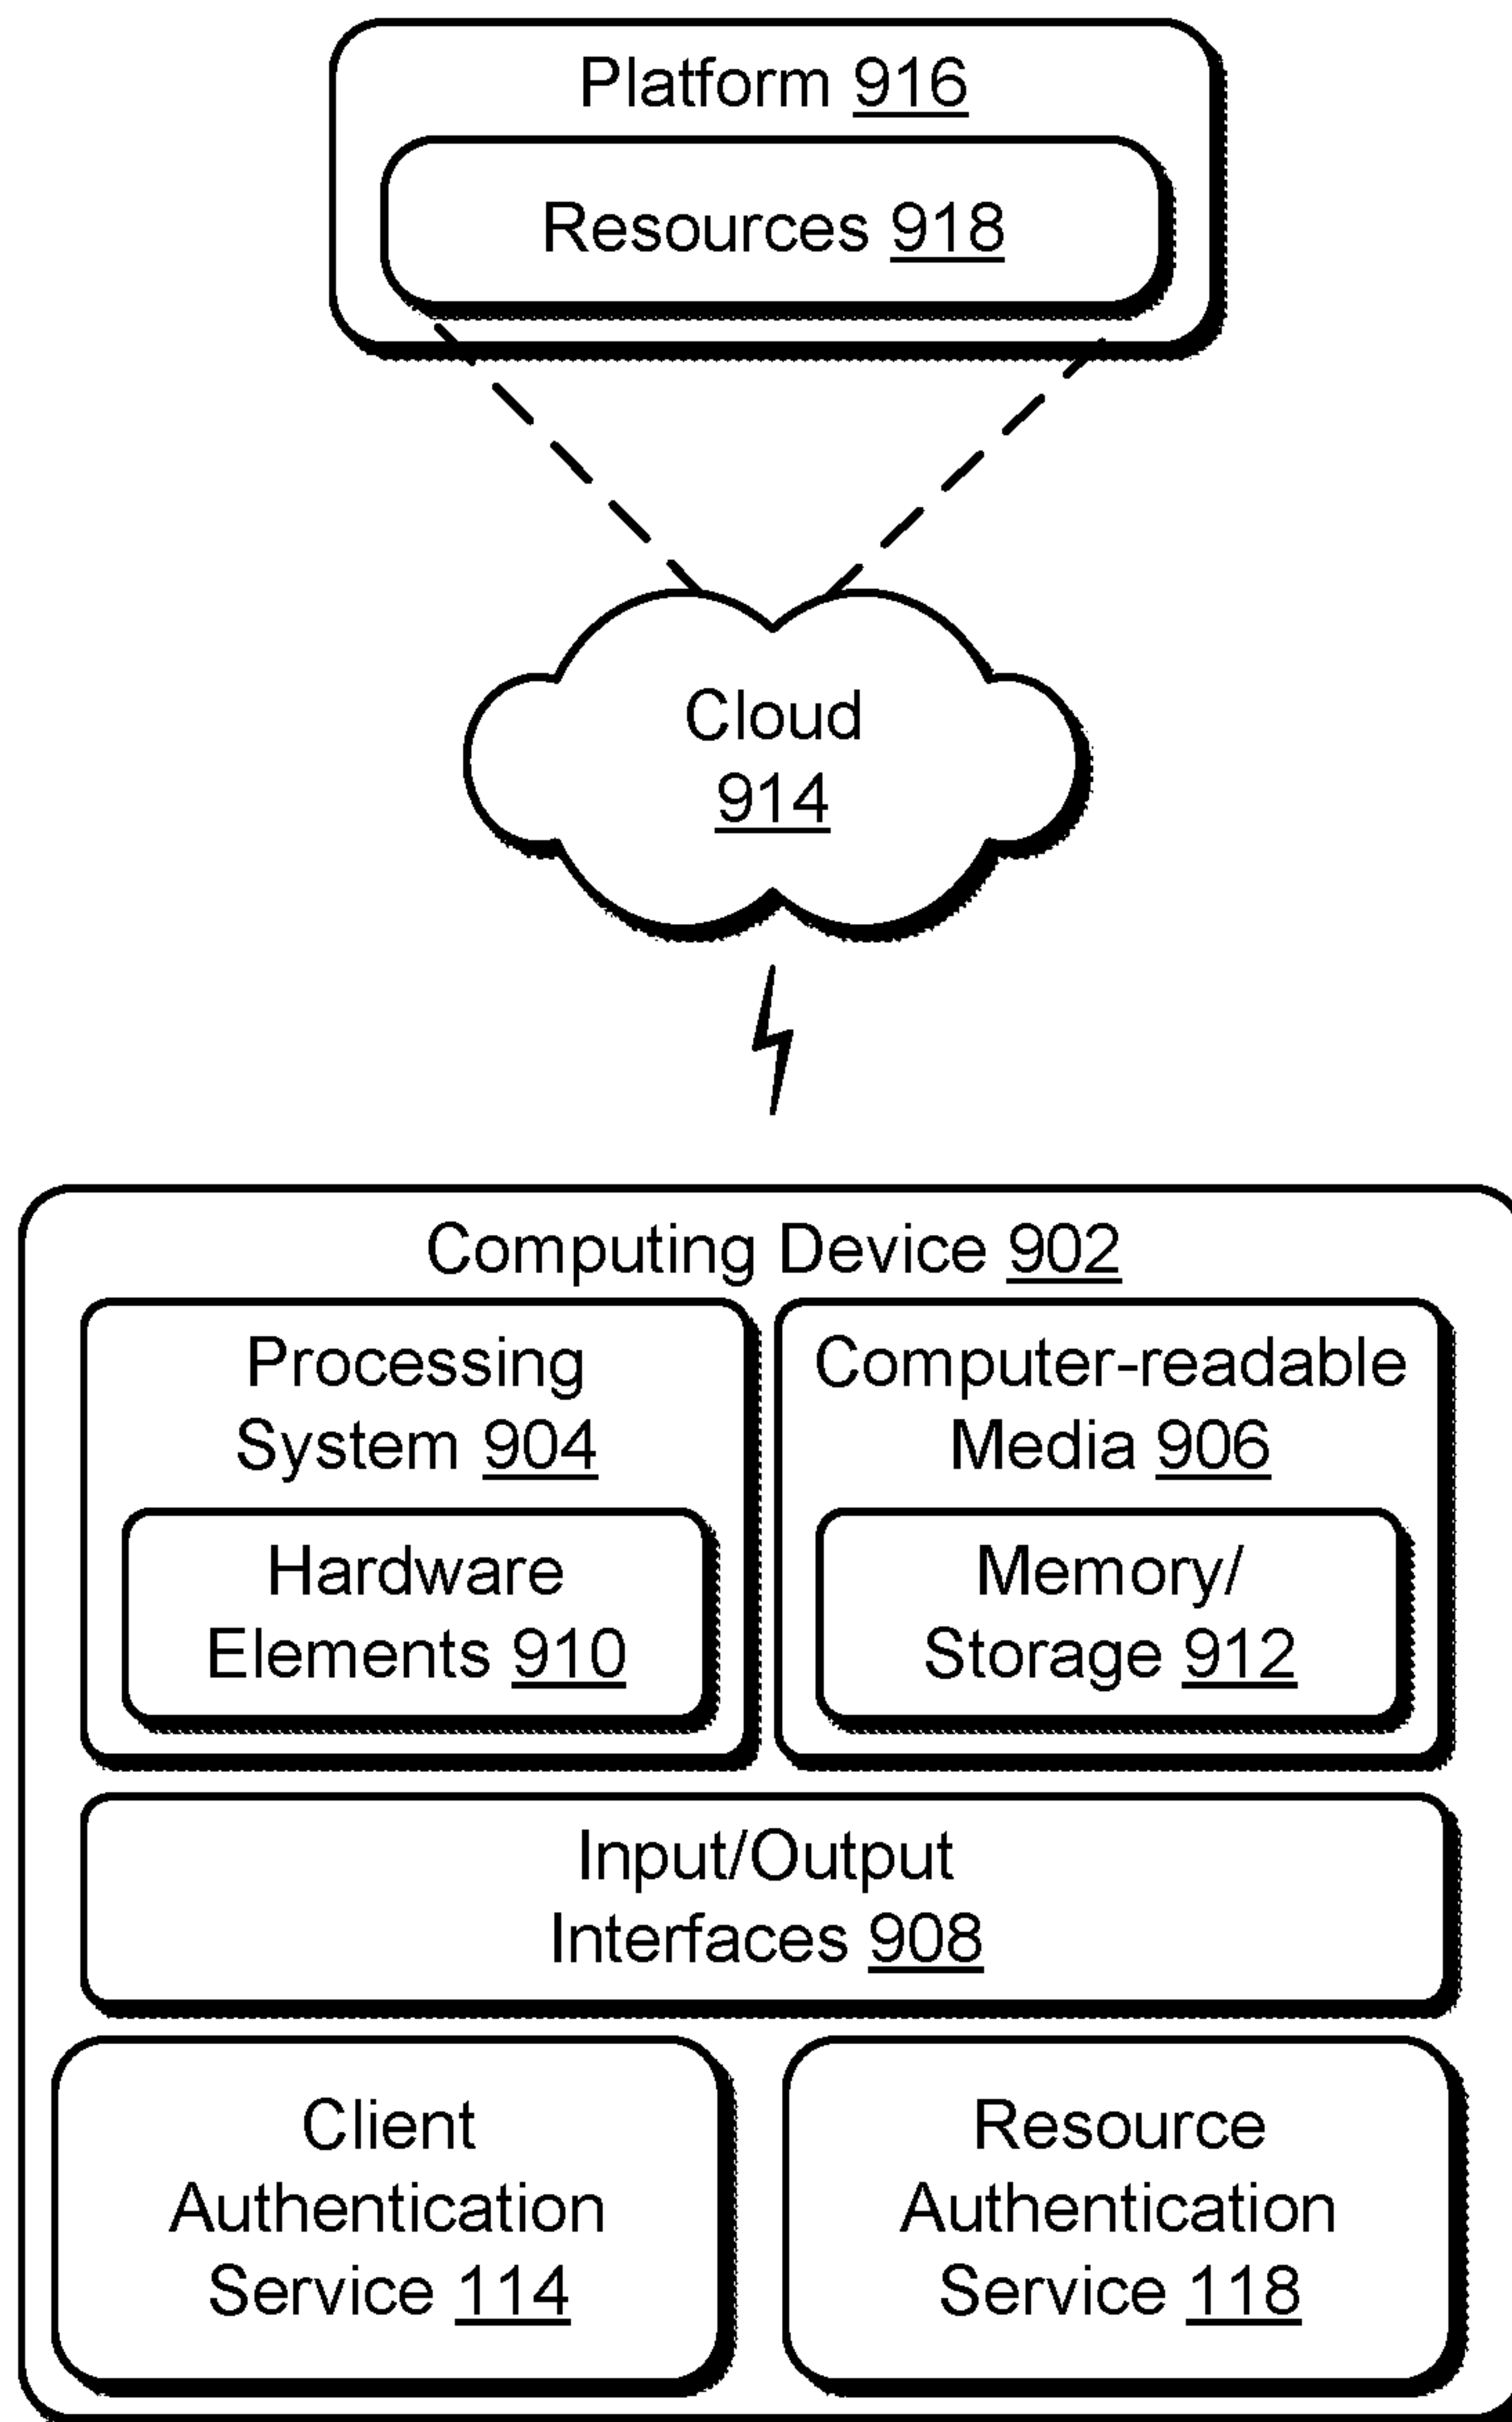 Platform 916
Resources 918
Cloud
914
Computing Device 902
Processing
System 904
Hardware
Elements 910
Computer-readable
Media 906
Memory/
Storage 912
Input/Output
Interfaces 908
Client
Authentication
Service 114
Resource
Authentication
Service 118